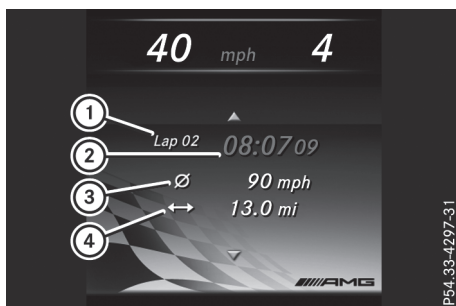 40 mph 4
1
Lap 02 08:07 09
2
3
Ø 90 mph
↔ 13.0 mi
4
AMG
P54.33-4297-31